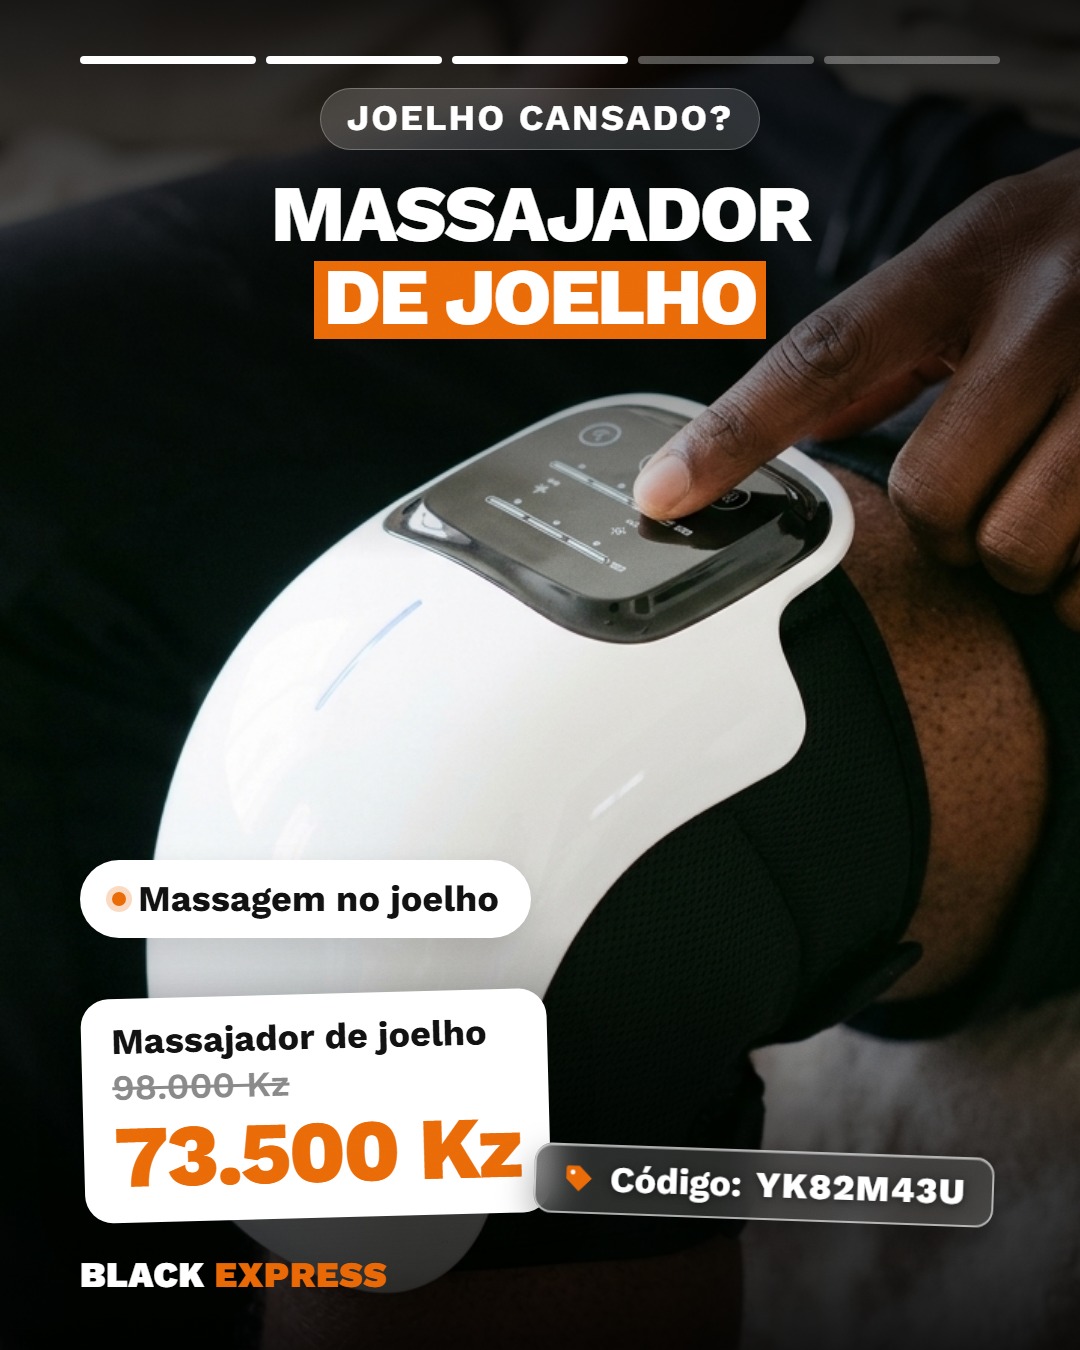 JOELHO CANSADO?
MASSAJADOR
DE JOELHO
Massagem no joelho
Massajador de joelho
98.000 Kz
73.500 Kz
Código: YK82M43U
BLACK EXPRESS